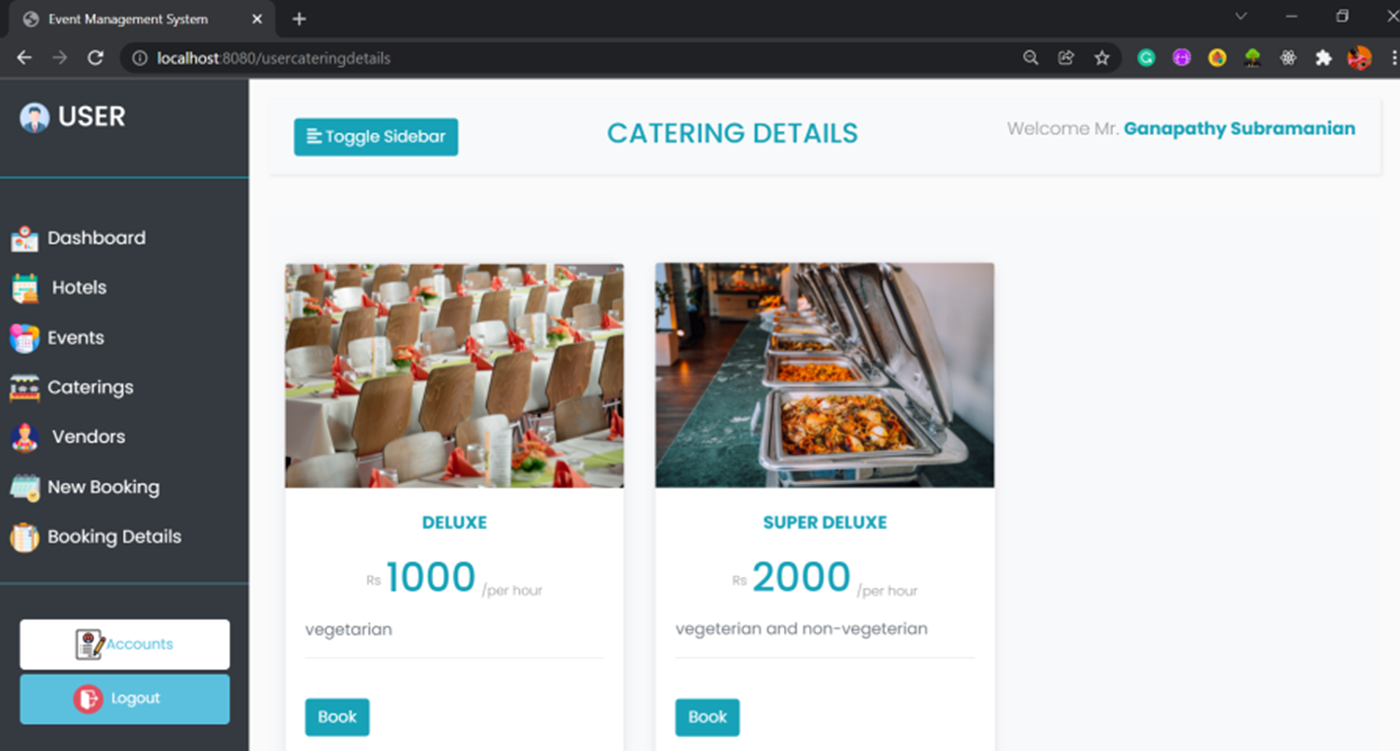 Event Management System
localhost:8080/usercateringdetails
USER
Toggle Sidebar
CATERING DETAILS
Welcome Mr. Ganapathy Subramanian
Dashboard
Hotels
Events
Caterings
Vendors
New Booking
Booking Details
Accounts
Logout
DELUXE
Rs 1000 /per hour
vegetarian
Book
SUPER DELUXE
Rs 2000 /per hour
vegeterian and non-vegeterian
Book